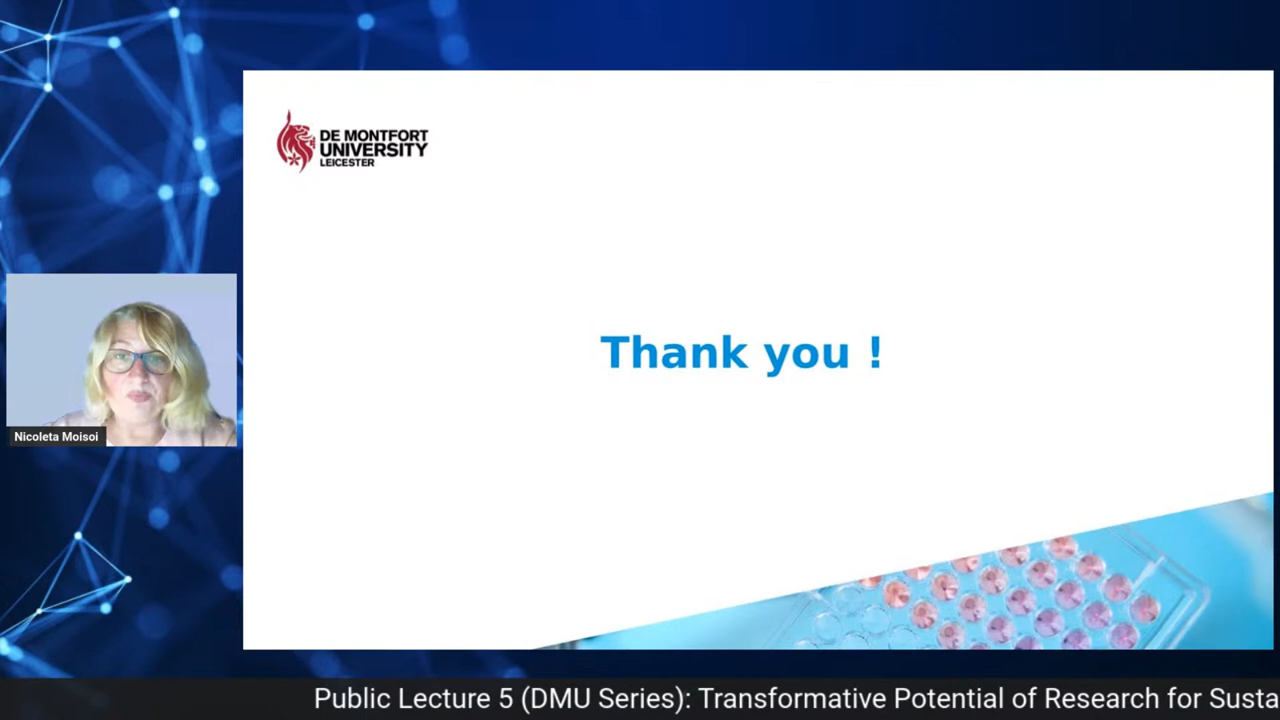 DE MONTFORT
UNIVERSITY
LEICESTER
Thank you !
Nicoleta Moisoi
Public Lecture 5 (DMU Series): Transformative Potential of Research for Susta